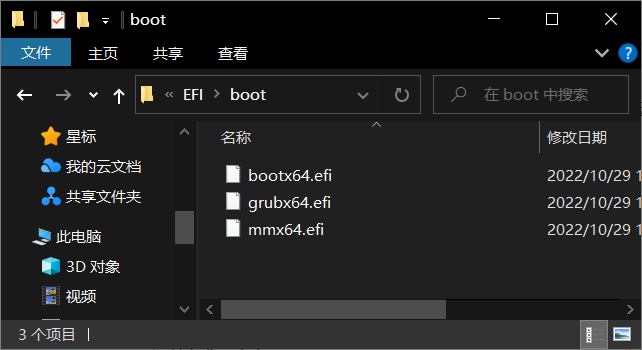 boot
文件 主页 共享 查看
« EFI > boot 在 boot 中搜索
星标
我的云文档
共享文件夹
此电脑
3D 对象
视频
名称 修改日期
bootx64.efi 2022/10/29 1
grubx64.efi 2022/10/29 1
mmx64.efi 2022/10/29 1
3 个项目